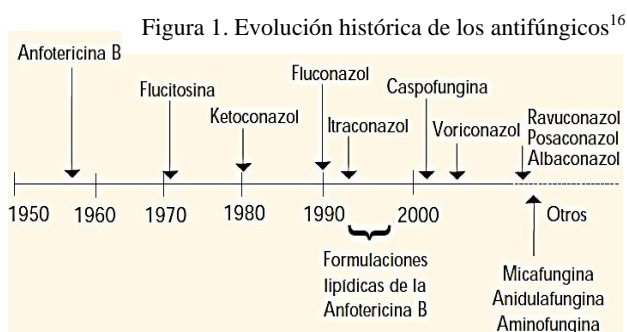 Figura 1. Evolución histórica de los antifúngicos16
Anfotericina B
Flucitosina
Ketoconazol
Fluconazol
Itraconazol
Caspofungina
Voriconazol
Ravuconazol
Posaconazol
Albaconazol
1950 1960 1970 1980 1990 2000
Otros
Formulaciones
lipídicas de la
Anfotericina B
Micafungina
Anidulafungina
Aminofungina